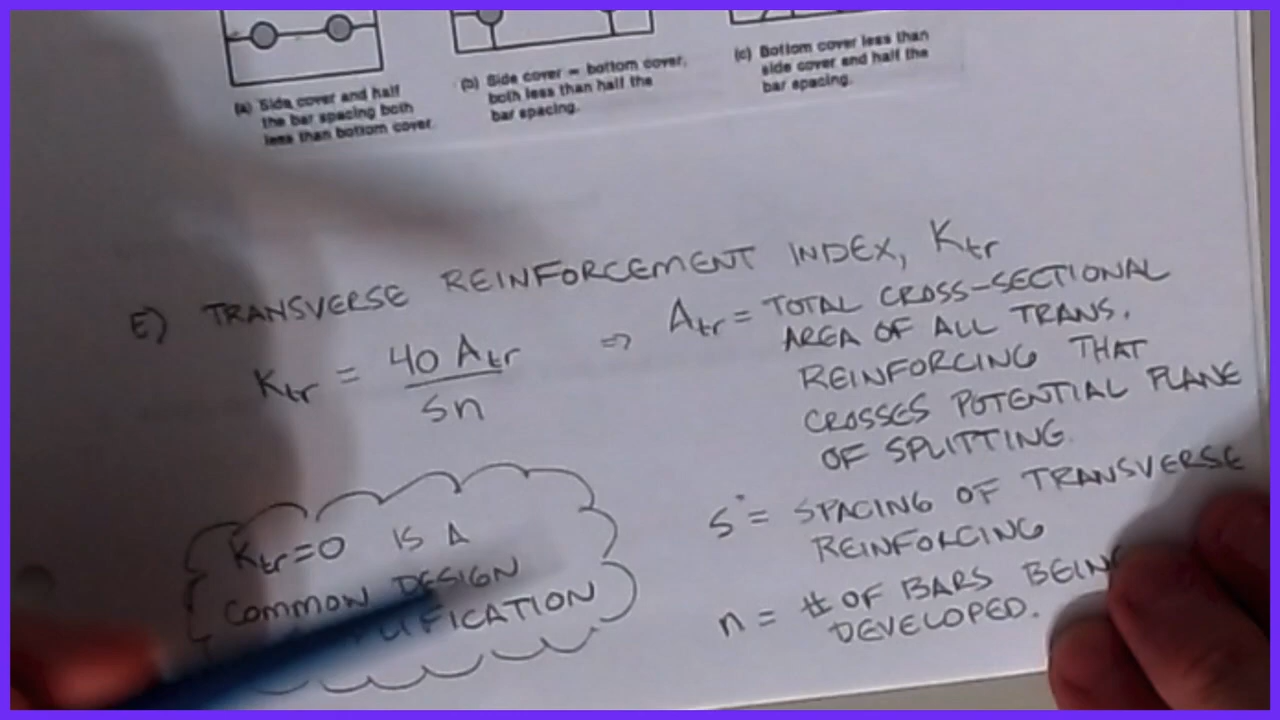 (a) Side cover and half
the bar spacing both
less than bottom cover.
(b) Side cover = bottom cover,
both less than half the
bar spacing.
(c) Bottom cover less than
side cover and half the
bar spacing.
E) TRANSVERSE REINFORCEMENT INDEX, Ktr
Ktr = 40 Atr / sn
⇒ Atr = TOTAL CROSS-SECTIONAL
AREA OF ALL TRANS.
REINFORCING THAT
CROSSES POTENTIAL PLANE
OF SPLITTING.
S = SPACING OF TRANSVERSE
REINFORCING
n = # OF BARS BEING
DEVELOPED.
Ktr=0 IS A
COMMON DESIGN